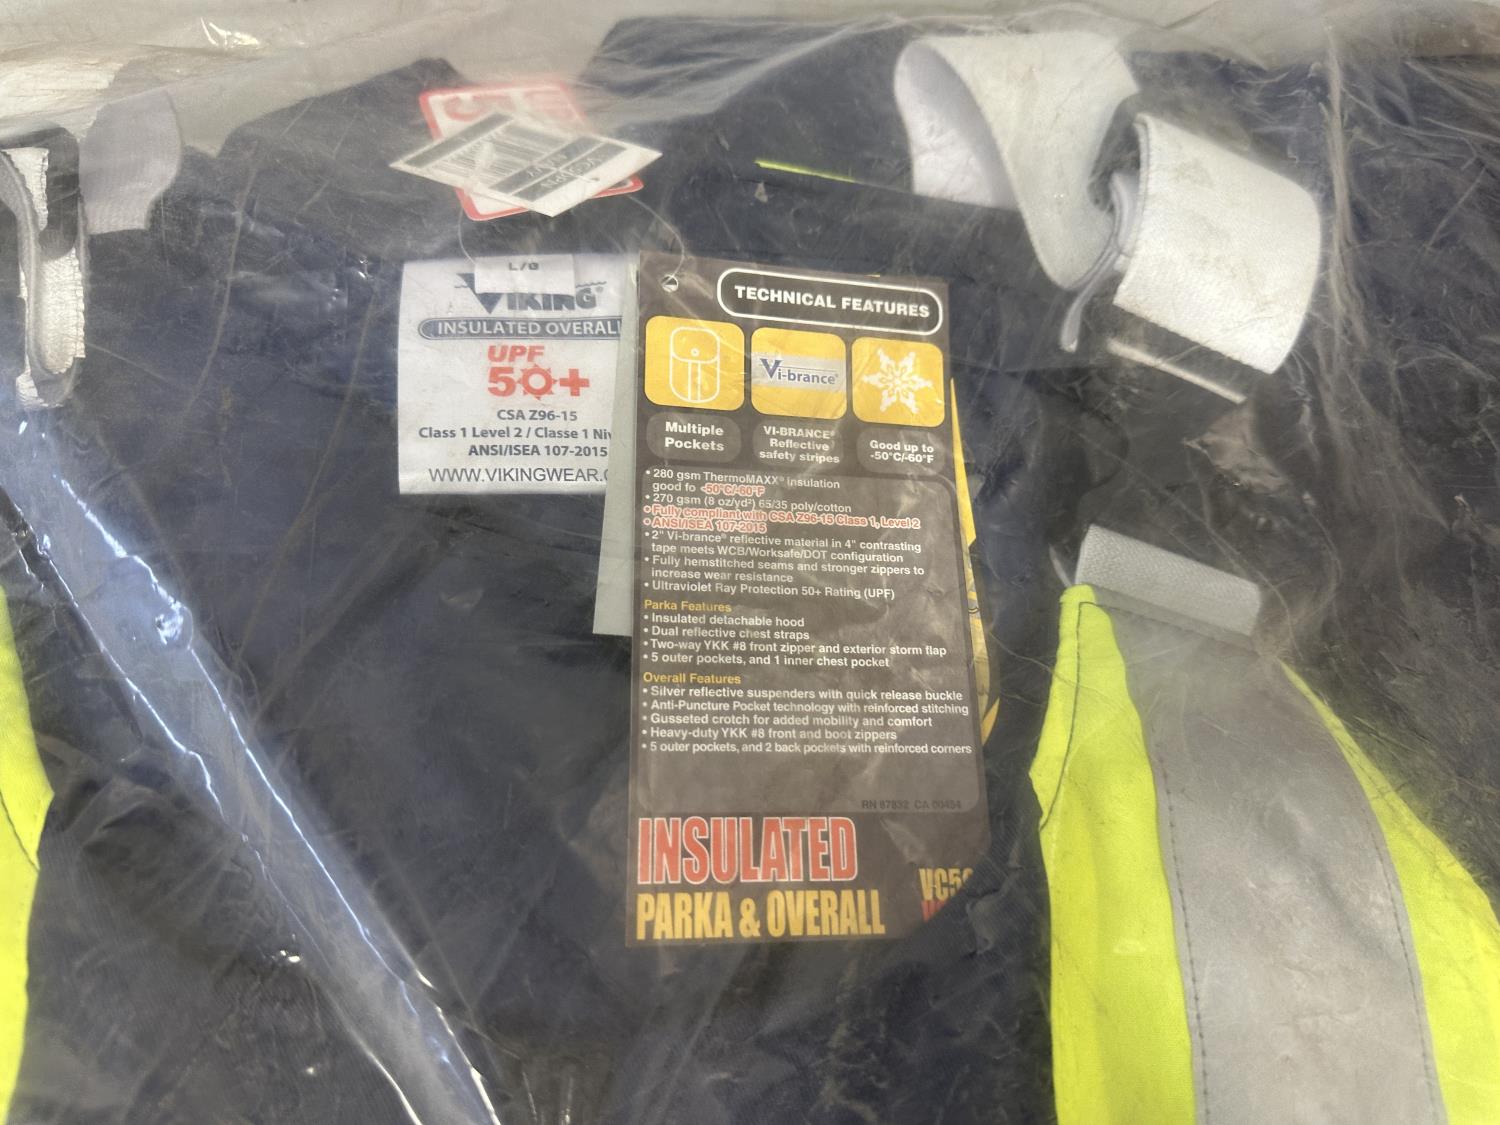 L/G
VIKING®
INSULATED OVERALL
UPF
50+
CSA Z96-15
Class 1 Level 2 / Classe 1 Niv
ANSI/ISEA 107-2015
WWW.VIKINGWEAR.C
TECHNICAL FEATURES
Vi-brance®
Multiple
Pockets
VI-BRANCE®
Reflective
safety stripes
Good up to
-50°C/-60°F
• 280 gsm ThermoMAXX® insulation
good fo -50°C/-60°F
• 270 gsm (8 oz/yd²) 65/35 poly/cotton
• Fully compliant with CSA Z96-15 Class 1, Level 2
• ANSI/ISEA 107-2015
• 2" Vi-brance® reflective material in 4" contrasting
tape meets WCB/Worksafe/DOT configuration
• Fully hemstitched seams and stronger zippers to
increase wear resistance
• Ultraviolet Ray Protection 50+ Rating (UPF)
Parka Features
• Insulated detachable hood
• Dual reflective chest straps
• Two-way YKK #8 front zipper and exterior storm flap
• 5 outer pockets, and 1 inner chest pocket
Overall Features
• Silver reflective suspenders with quick release buckle
• Anti-Puncture Pocket technology with reinforced stitching
• Gusseted crotch for added mobility and comfort
• Heavy-duty YKK #8 front and boot zippers
• 5 outer pockets, and 2 back pockets with reinforced corners
RN 87832 CA 00454
INSULATED
PARKA & OVERALL
VC5